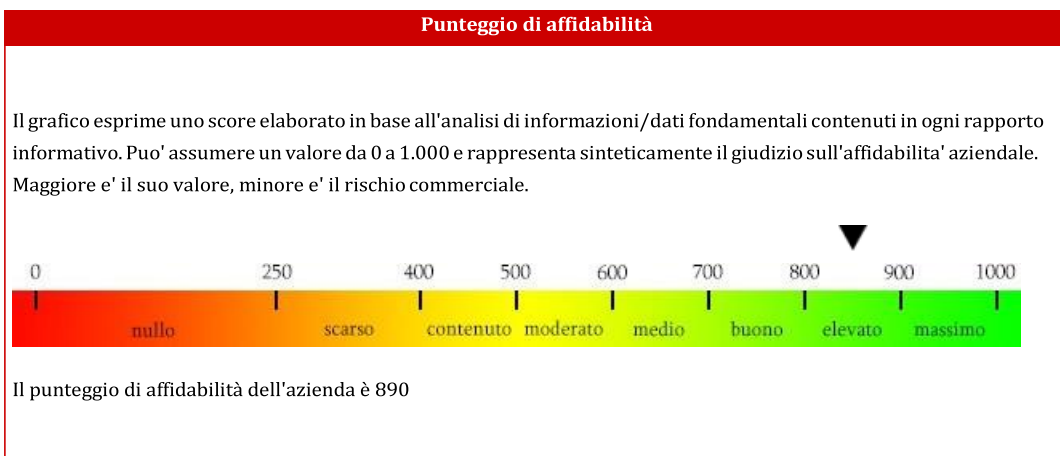 Punteggio di affidabilità
Il grafico esprime uno score elaborato in base all'analisi di informazioni/dati fondamentali contenuti in ogni rapporto
informativo. Puo' assumere un valore da 0 a 1.000 e rappresenta sinteticamente il giudizio sull'affidabilita' aziendale.
Maggiore e' il suo valore, minore e' il rischio commerciale.
0 250 400 500 600 700 800 900 1000
nullo scarso contenuto moderato medio buono elevato massimo
Il punteggio di affidabilità dell'azienda è 890